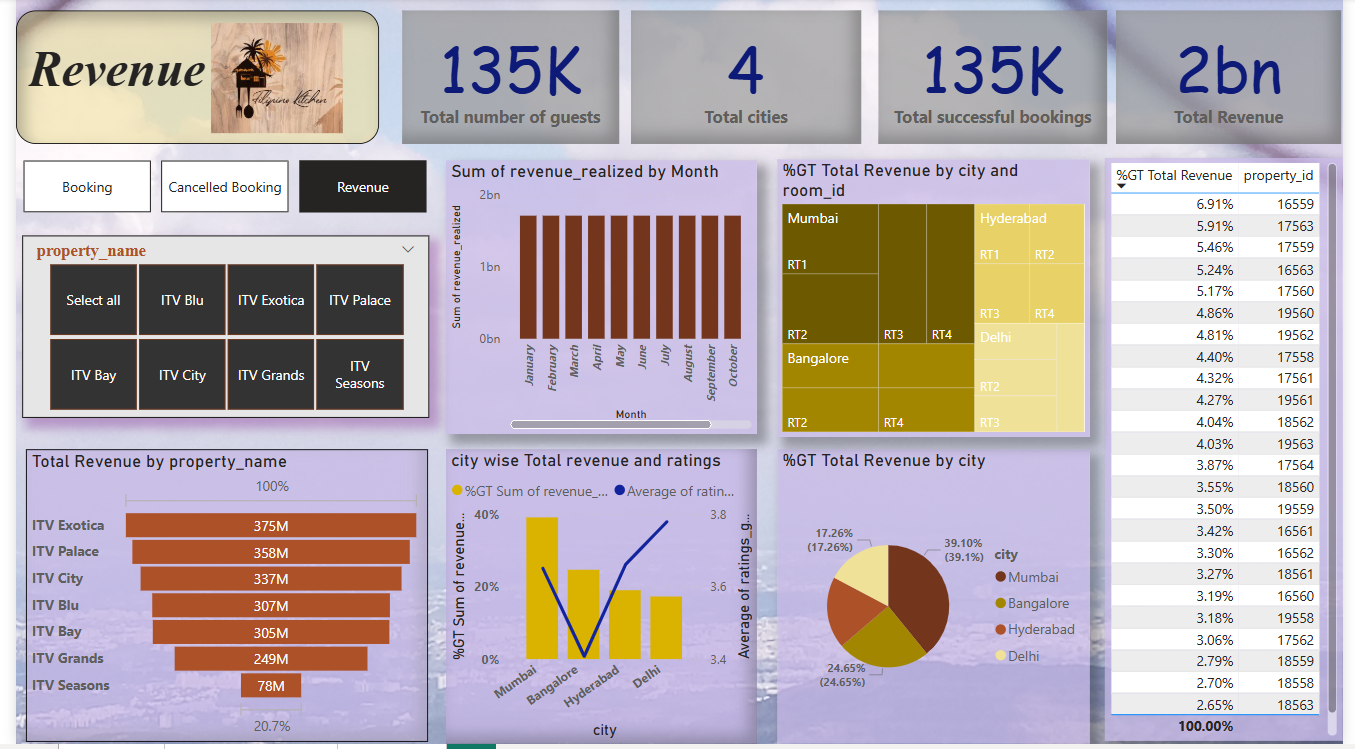 Revenue
Filipino Kitchen
135K
Total number of guests
4
Total cities
135K
Total successful bookings
2bn
Total Revenue
Booking
Cancelled Booking
Revenue
property_name
Select all
ITV Blu
ITV Exotica
ITV Palace
ITV Bay
ITV City
ITV Grands
ITV
Seasons
Sum of revenue_realized by Month
Sum of revenue_realized
2bn
1bn
0bn
January
February
March
April
May
June
July
August
September
October
Month
%GT Total Revenue by city and
room_id
Mumbai
RT1
RT2
RT3
RT4
Bangalore
RT2
RT4
Hyderabad
RT1
RT2
RT3
RT4
Delhi
RT2
RT3
%GT Total Revenue property_id
6.91% 16559
5.91% 17563
5.46% 17559
5.24% 16563
5.17% 17560
4.86% 19560
4.81% 19562
4.40% 17558
4.32% 17561
4.27% 19561
4.04% 18562
4.03% 19563
3.87% 17564
3.55% 18560
3.50% 19559
3.42% 16561
3.30% 16562
3.27% 18561
3.19% 16560
3.18% 19558
3.06% 17562
2.79% 18559
2.70% 18558
2.65% 18563
100.00%
Total Revenue by property_name
100%
ITV Exotica 375M
ITV Palace 358M
ITV City 337M
ITV Blu 307M
ITV Bay 305M
ITV Grands 249M
ITV Seasons 78M
20.7%
city wise Total revenue and ratings
%GT Sum of revenue_... Average of ratin...
%GT Sum of revenue...
40%
20%
0%
3.8
3.6
3.4
Average of ratings_g...
Mumbai
Bangalore
Hyderabad
Delhi
city
%GT Total Revenue by city
17.26%
(17.26%)
39.10%
(39.1%)
24.65%
(24.65%)
city
Mumbai
Bangalore
Hyderabad
Delhi